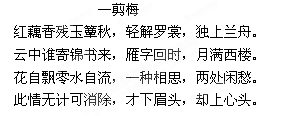 一剪梅
红藕香残玉簟秋，轻解罗裳，独上兰舟。
云中谁寄锦书来，雁字回时，月满西楼。
花自飘零水自流，一种相思，两处闲愁。
此情无计可消除，才下眉头，却上心头。